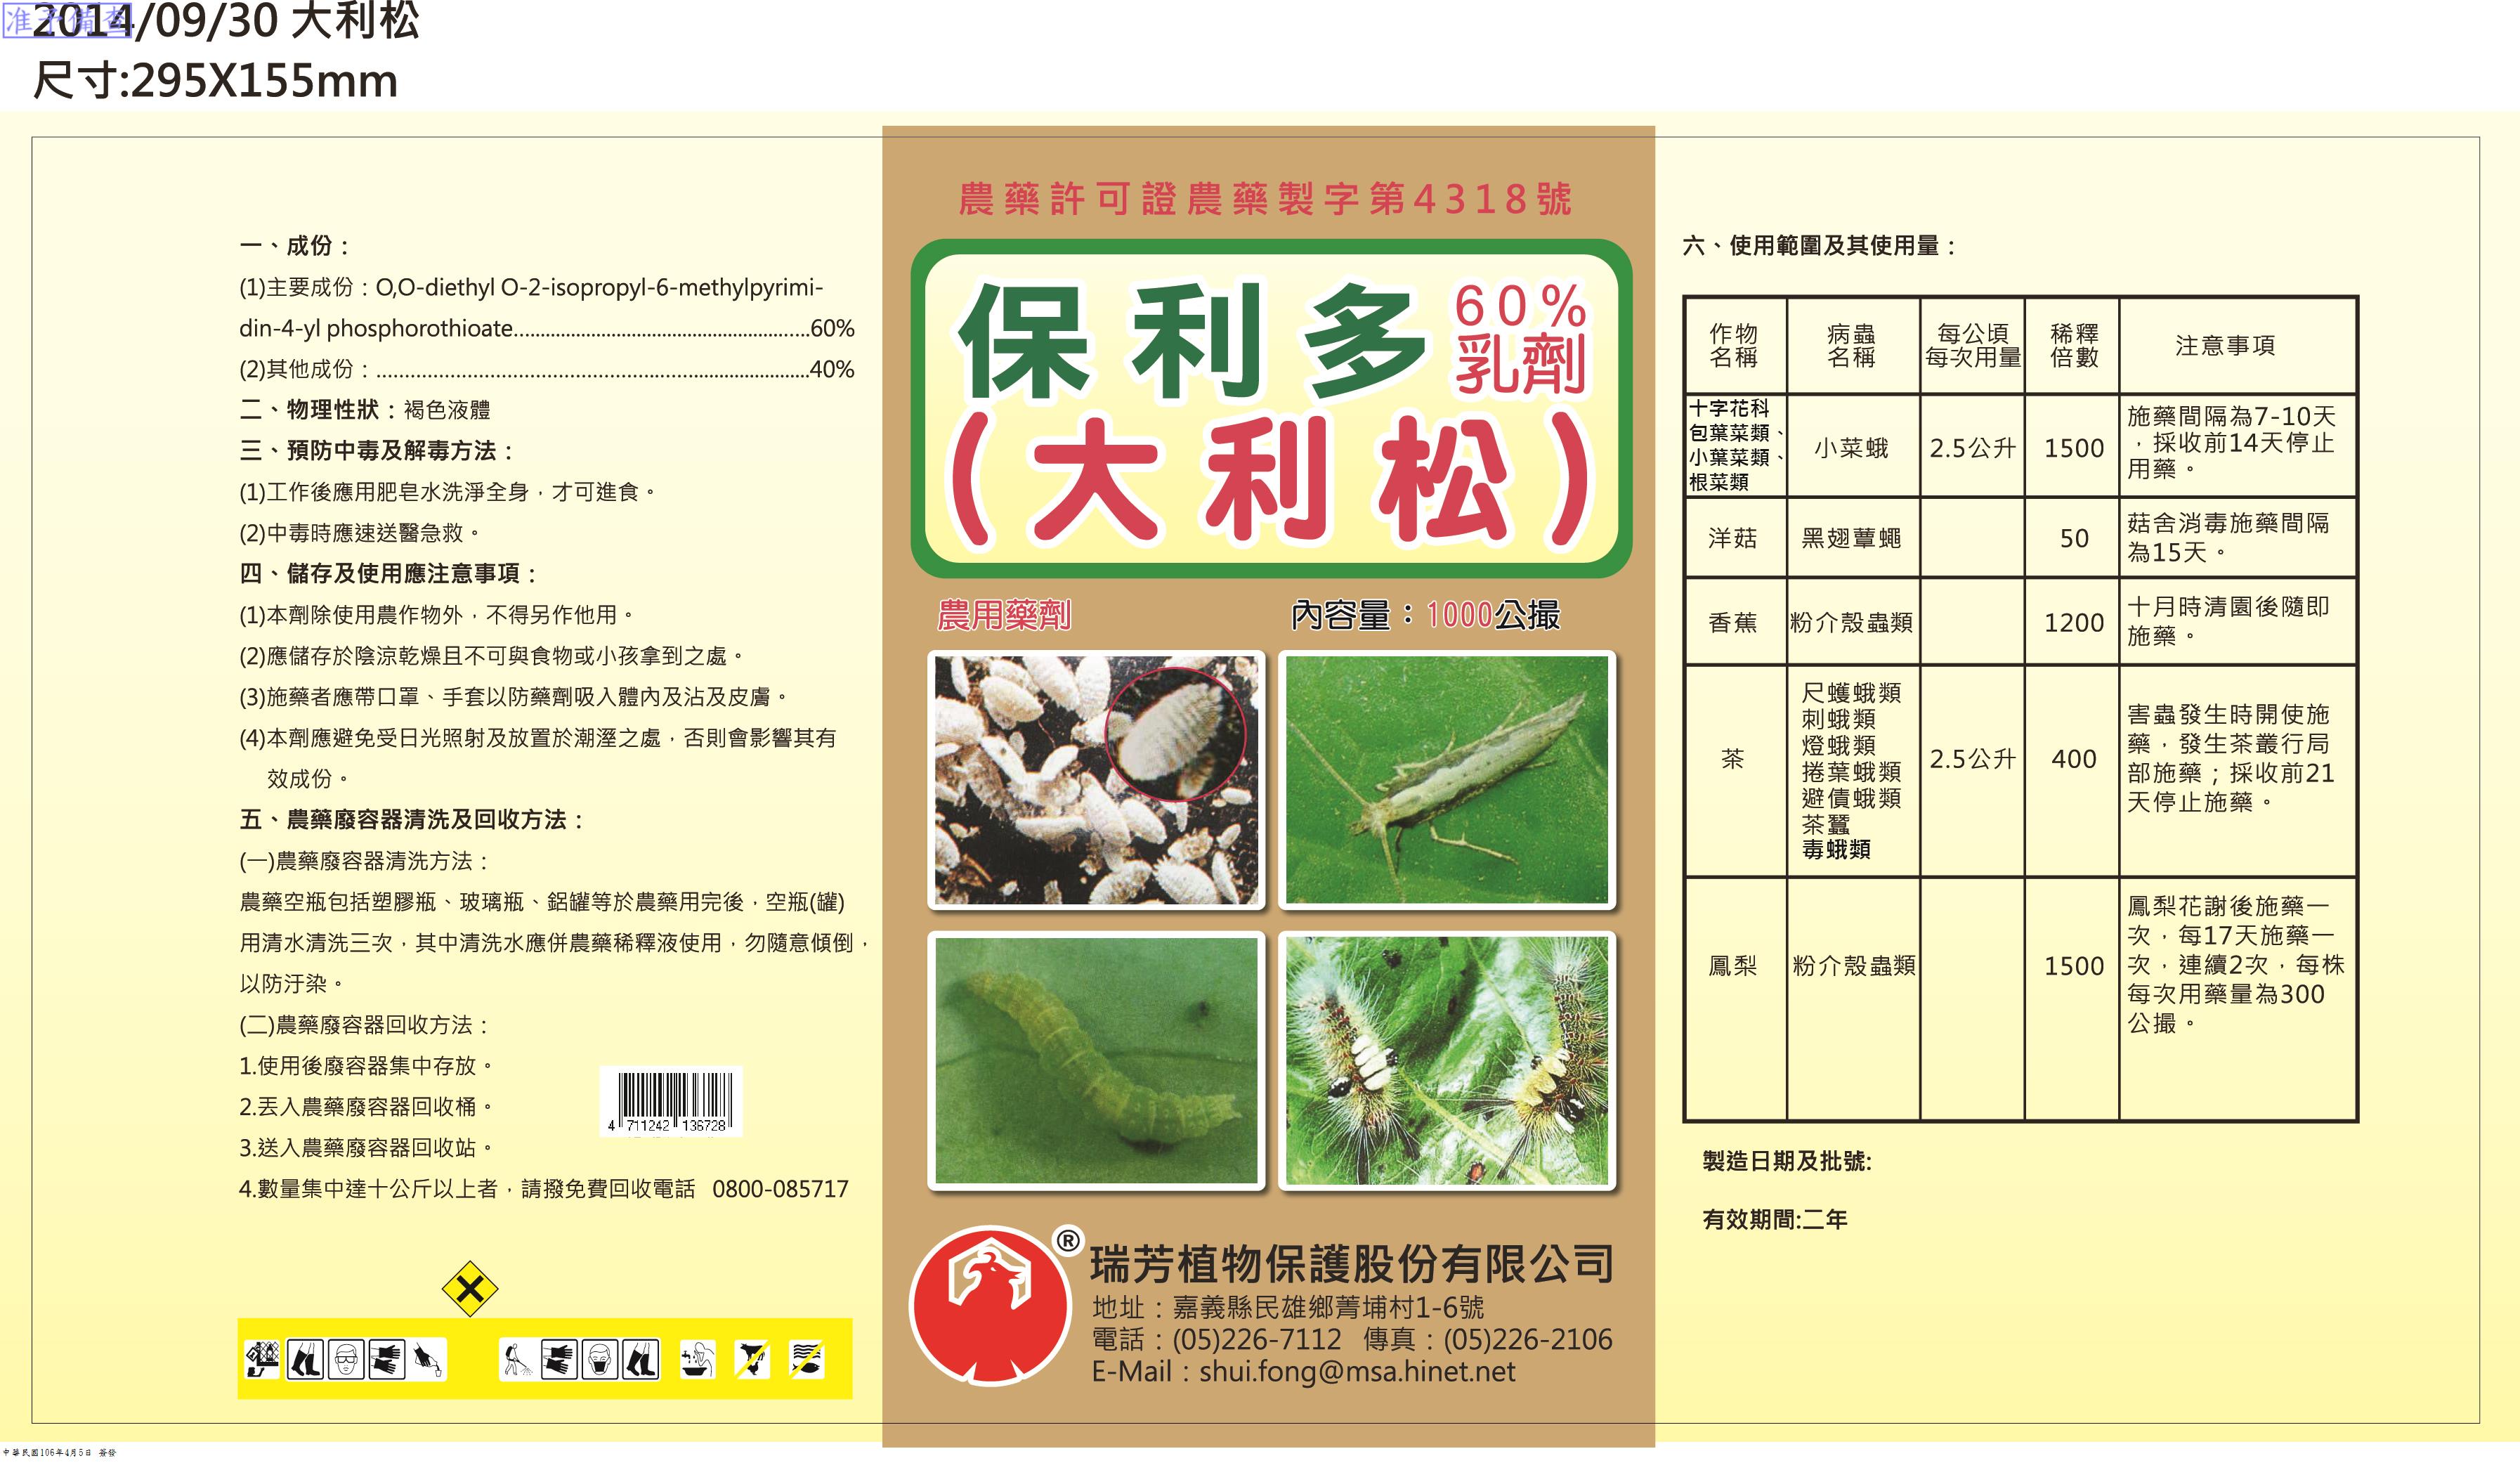 准予備查
2014/09/30 大利松
尺寸:295X155mm
一、成份：
(1)主要成份：O,O-diethyl O-2-isopropyl-6-methylpyrimi-
din-4-yl phosphorothioate........................................................60%
(2)其他成份：................................................................................40%
二、物理性狀：褐色液體
三、預防中毒及解毒方法：
(1)工作後應用肥皂水洗淨全身，才可進食。
(2)中毒時應速送醫急救。
四、儲存及使用應注意事項：
(1)本劑除使用農作物外，不得另作他用。
(2)應儲存於陰涼乾燥且不可與食物或小孩拿到之處。
(3)施藥者應帶口罩、手套以防藥劑吸入體內及沾及皮膚。
(4)本劑應避免受日光照射及放置於潮溼之處，否則會影響其有
效成份。
五、農藥廢容器清洗及回收方法：
(一)農藥廢容器清洗方法：
農藥空瓶包括塑膠瓶、玻璃瓶、鋁罐等於農藥用完後，空瓶(罐)
用清水清洗三次，其中清洗水應併農藥稀釋液使用，勿隨意傾倒，
以防汙染。
(二)農藥廢容器回收方法：
1.使用後廢容器集中存放。
2.丟入農藥廢容器回收桶。
3.送入農藥廢容器回收站。
4.數量集中達十公斤以上者，請撥免費回收電話 0800-085717
4 711242 136728
農藥許可證農藥製字第4318號
保利多
60%
乳劑
(大利松)
農用藥劑
內容量：1000公撮
®
瑞芳植物保護股份有限公司
地址：嘉義縣民雄鄉菁埔村1-6號
電話：(05)226-7112 傳真：(05)226-2106
E-Mail：shui.fong@msa.hinet.net
六、使用範圍及其使用量：
作物
名稱
病蟲
名稱
每公頃
每次用量
稀釋
倍數
注意事項
十字花科
包葉菜類、
小葉菜類、
根菜類
小菜蛾
2.5公升
1500
施藥間隔為7-10天
，採收前14天停止
用藥。
洋菇
黑翅蕈蠅
50
菇舍消毒施藥間隔
為15天。
香蕉
粉介殼蟲類
1200
十月時清園後隨即
施藥。
茶
尺蠖蛾類
刺蛾類
燈蛾類
捲葉蛾類
避債蛾類
茶蠶
毒蛾類
2.5公升
400
害蟲發生時開使施
藥，發生茶叢行局
部施藥；採收前21
天停止施藥。
鳳梨
粉介殼蟲類
1500
鳳梨花謝後施藥一
次，每17天施藥一
次，連續2次，每株
每次用藥量為300
公撮。
製造日期及批號:
有效期間:二年
中華民國106年4月5日 簽發